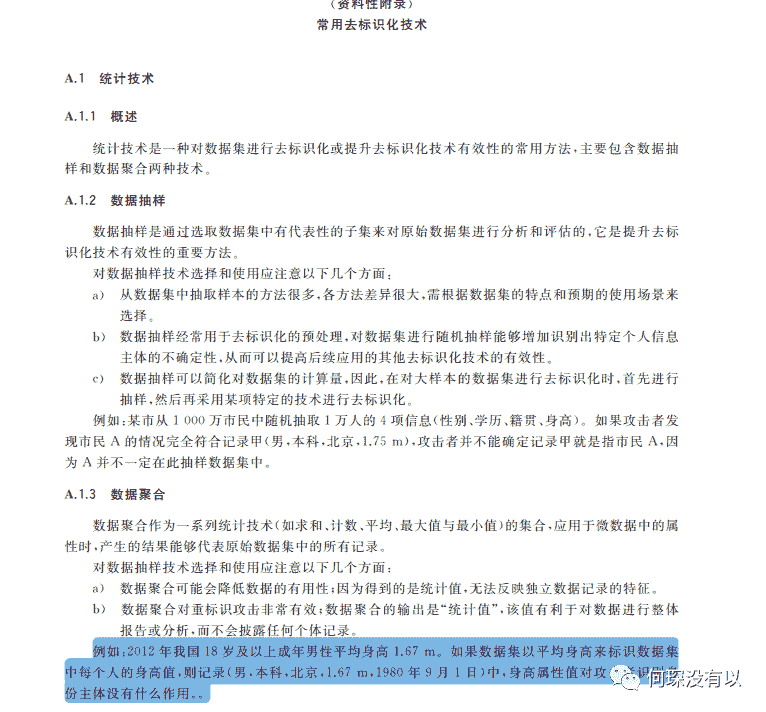 （资料性附录）
常用去标识化技术
A.1 统计技术
A.1.1 概述
统计技术是一种对数据集进行去标识化或提升去标识化技术有效性的常用方法，主要包含数据抽
样和数据聚合两种技术。
A.1.2 数据抽样
数据抽样是通过选取数据集中有代表性的子集来对原始数据集进行分析和评估的，它是提升去标
识化技术有效性的重要方法。
对数据抽样技术选择和使用应注意以下几个方面：
a） 从数据集中抽取样本的方法很多，各方法差异很大，需根据数据集的特点和预期的使用场景来
选择。
b） 数据抽样经常用于去标识化的预处理，对数据集进行随机抽样能够增加识别出特定个人信息
主体的不确定性，从而可以提高后续应用的其他去标识化技术的有效性。
c） 数据抽样可以简化对数据集的计算量，因此，在对大样本的数据集进行去标识化时，首先进行
抽样，然后再采用某项特定的技术进行去标识化。
例如：某市从 1 000 万市民中随机抽取 1 万人的 4 项信息（性别、学历、籍贯、身高）。如果攻击者发
现市民 A 的情况完全符合记录甲（男，本科，北京，1.75 m），攻击者并不能确定记录甲就是指市民 A，因
为 A 并不一定在此抽样数据集中。
A.1.3 数据聚合
数据聚合作为一系列统计技术（如求和、计数、平均、最大值与最小值）的集合，应用于微数据中的属
性时，产生的结果能够代表原始数据集中的所有记录。
对数据抽样技术选择和使用应注意以下几个方面：
a） 数据聚合可能会降低数据的有用性；因为得到的是统计值，无法反映独立数据记录的特征。
b） 数据聚合对重标识攻击非常有效；数据聚合的输出是“统计值”，该值有利于对数据进行整体
报告或分析，而不会披露任何个体记录。
例如：2012 年我国 18 岁及以上成年男性平均身高 1.67 m。如果数据集以平均身高来标识数据集
中每个人的身高值，则记录（男，本科，北京，1.67 m，1980 年 9 月 1 日）中，身高属性值对攻
份主体没有什么作用。。
何琛没有以